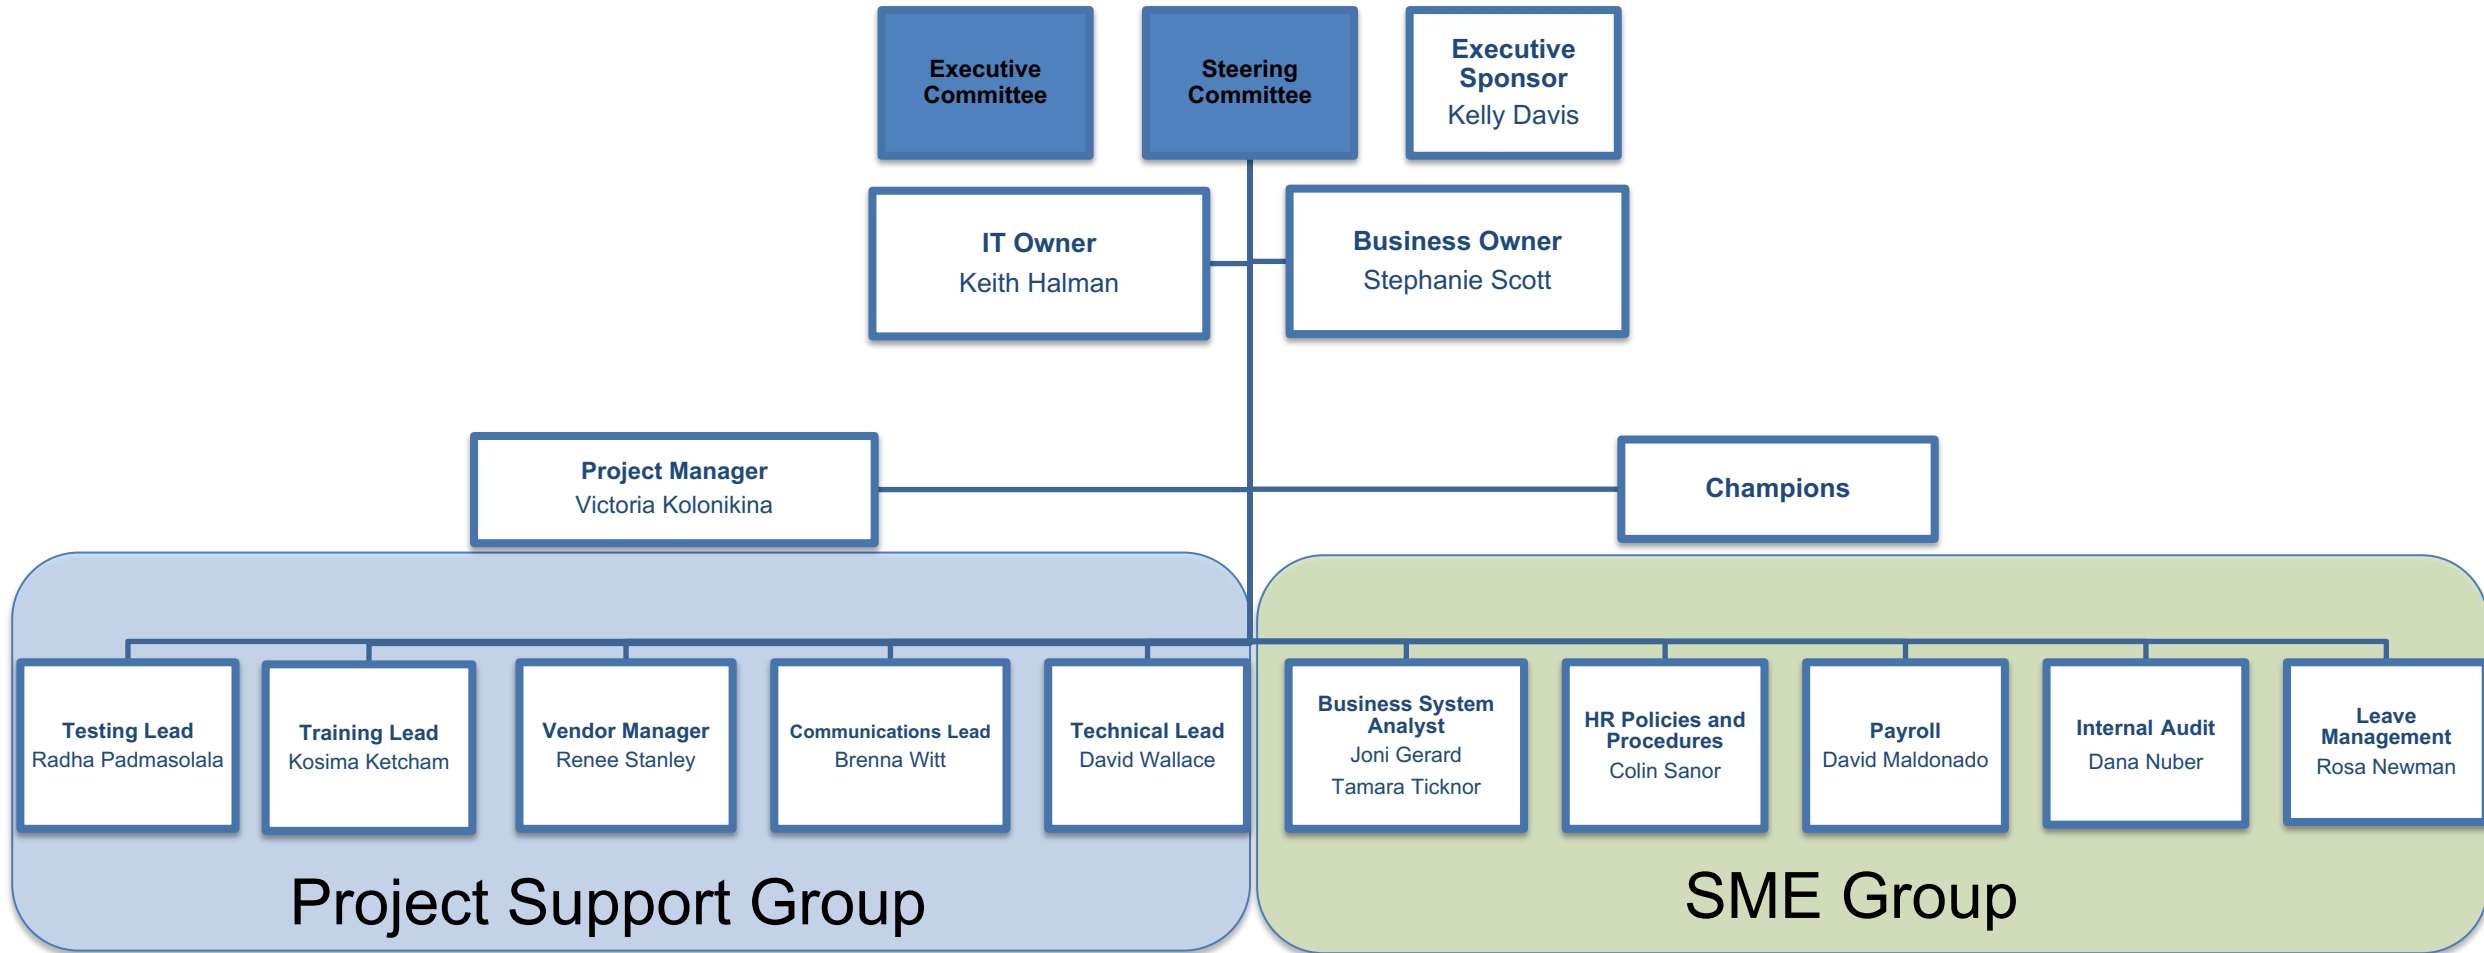 Executive
Committee
Steering
Committee
Executive
Sponsor
Kelly Davis
IT Owner
Keith Halman
Business Owner
Stephanie Scott
Project Manager
Victoria Kolonikina
Champions
Testing Lead
Radha Padmasolala
Training Lead
Kosima Ketcham
Vendor Manager
Renee Stanley
Communications Lead
Brenna Witt
Technical Lead
David Wallace
Business System
Analyst
Joni Gerard
Tamara Ticknor
HR Policies and
Procedures
Colin Sanor
Payroll
David Maldonado
Internal Audit
Dana Nuber
Leave
Management
Rosa Newman
Project Support Group
SME Group